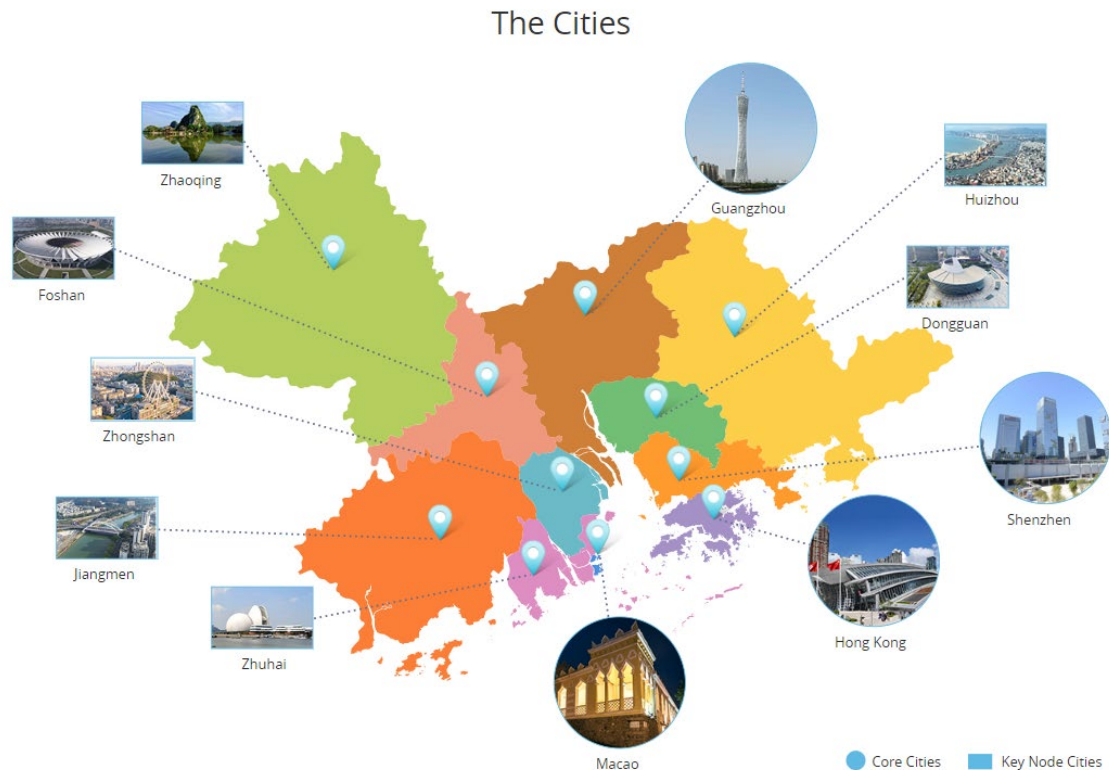 The Cities
Zhaoqing
Guangzhou
Huizhou
Foshan
Dongguan
Zhongshan
Shenzhen
Jiangmen
Hong Kong
Zhuhai
Macao
Core Cities
Key Node Cities